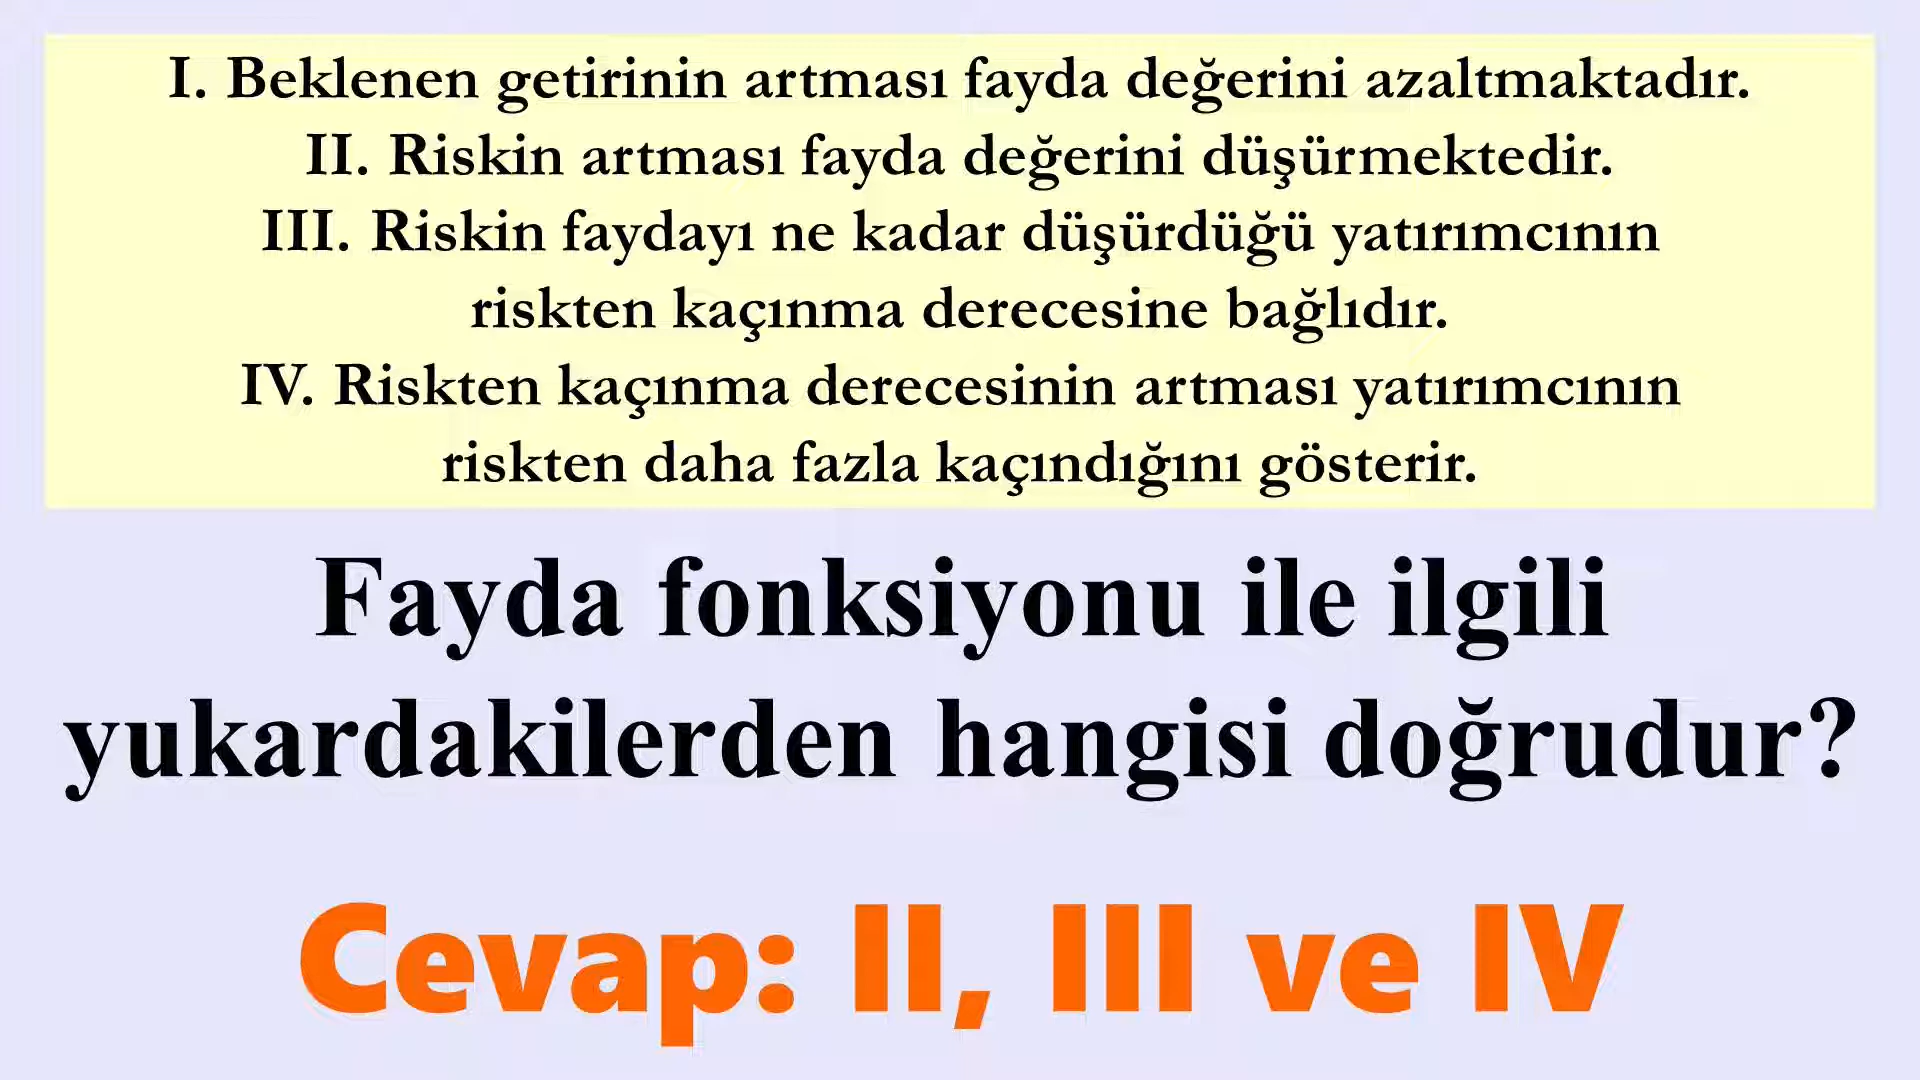 I. Beklenen getirinin artması fayda değerini azaltmaktadır.
II. Riskin artması fayda değerini düşürmektedir.
III. Riskin faydayı ne kadar düşürdüğü yatırımcının
riskten kaçınma derecesine bağlıdır.
IV. Riskten kaçınma derecesinin artması yatırımcının
riskten daha fazla kaçındığını gösterir.
Fayda fonksiyonu ile ilgili
yukardakilerden hangisi doğrudur?
Cevap: II, III ve IV